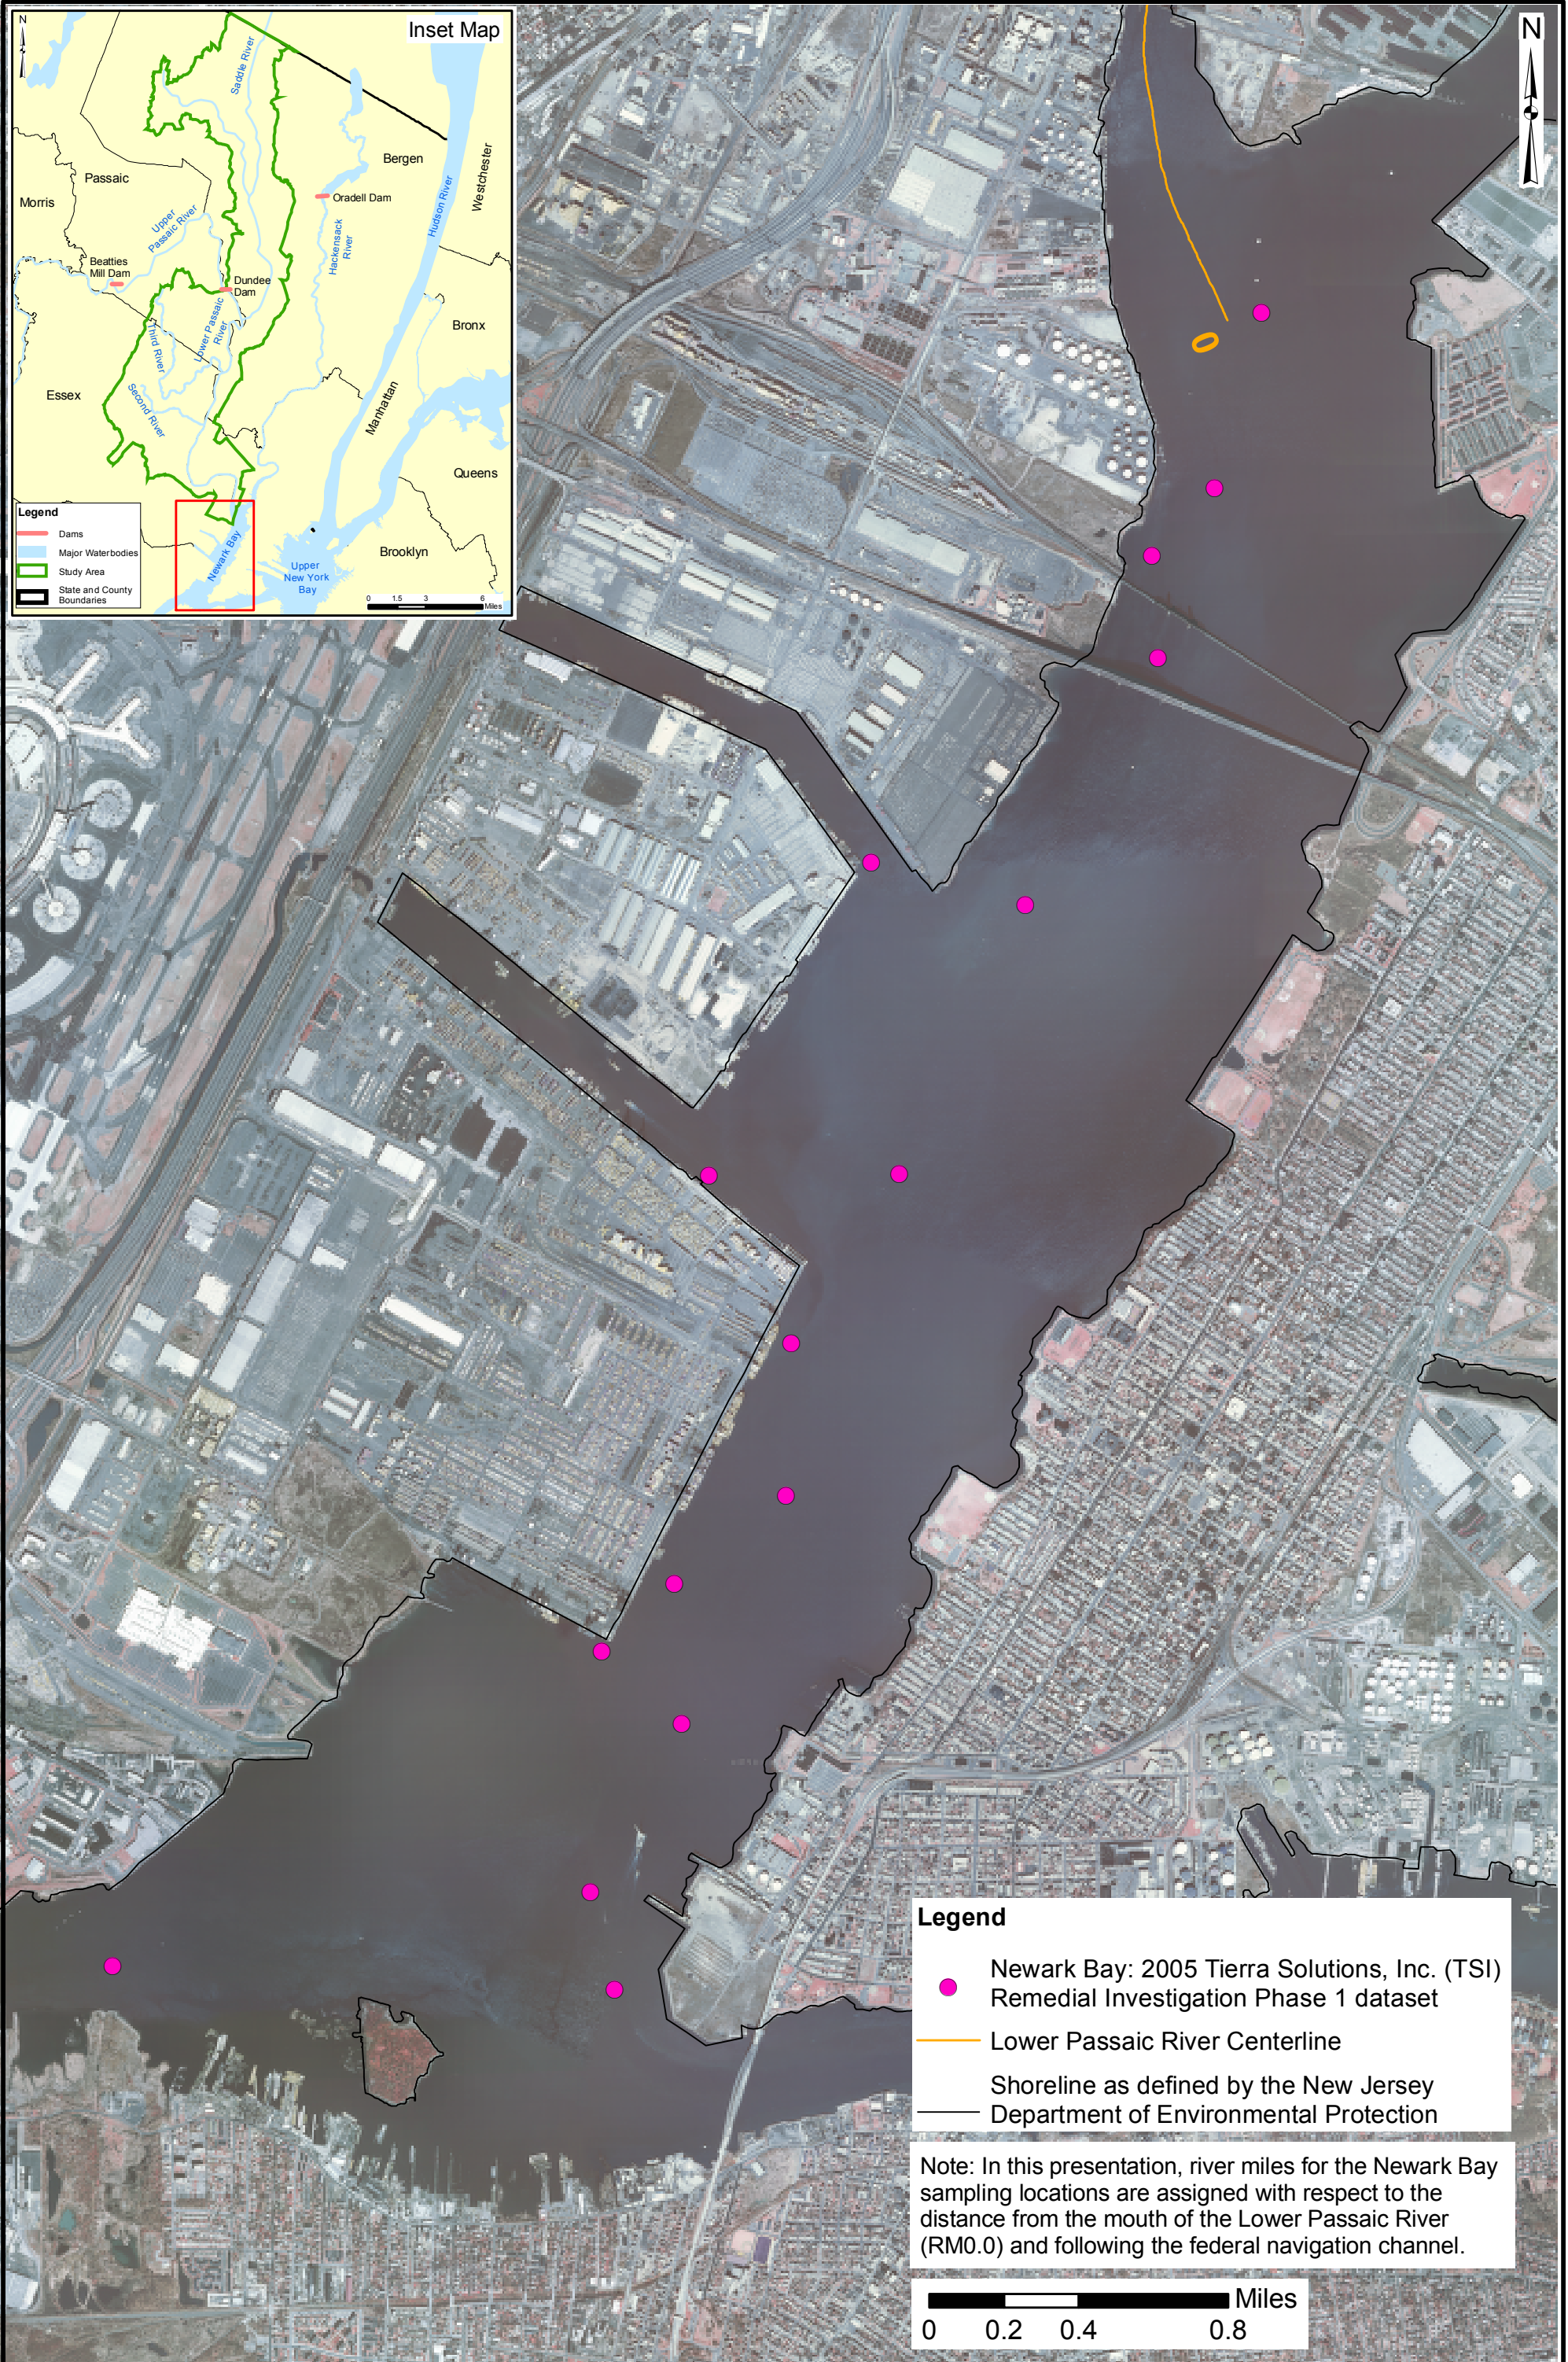 Inset Map
N
Saddle River
Bergen
Westchester
Passaic
Morris
Oradell Dam
Upper
Passaic River
Hudson River
Hackensack
River
Beatties
Mill Dam
Dundee
Dam
Lower Passaic
River
Third River
Bronx
Essex
Second River
Manhattan
Queens
Newark Bay
Upper
New York
Bay
Brooklyn
Legend
Dams
Major Waterbodies
Study Area
State and County
Boundaries
0 1.5 3 6
Miles
N
0
Legend
Newark Bay: 2005 Tierra Solutions, Inc. (TSI)
Remedial Investigation Phase 1 dataset
Lower Passaic River Centerline
Shoreline as defined by the New Jersey
Department of Environmental Protection
Note: In this presentation, river miles for the Newark Bay
sampling locations are assigned with respect to the
distance from the mouth of the Lower Passaic River
(RM0.0) and following the federal navigation channel.
Miles
0 0.2 0.4 0.8